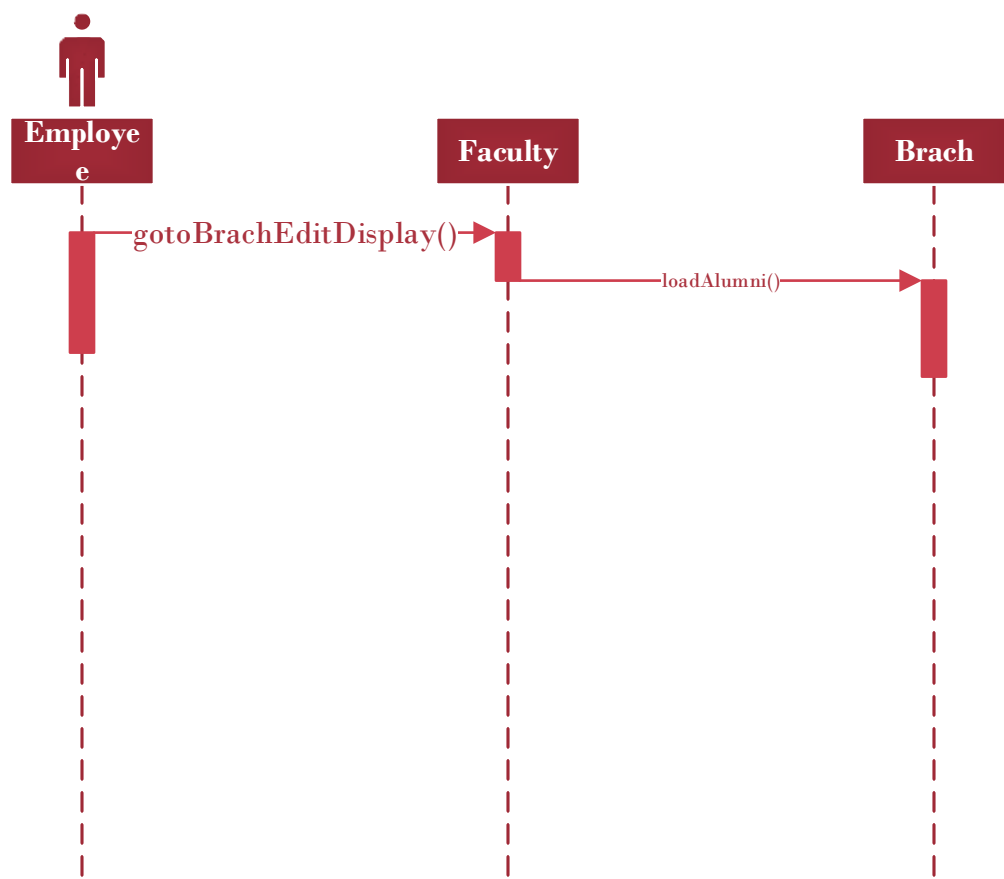 Employe
e
Faculty
Brach
gotoBrachEditDisplay()
loadAlumni()